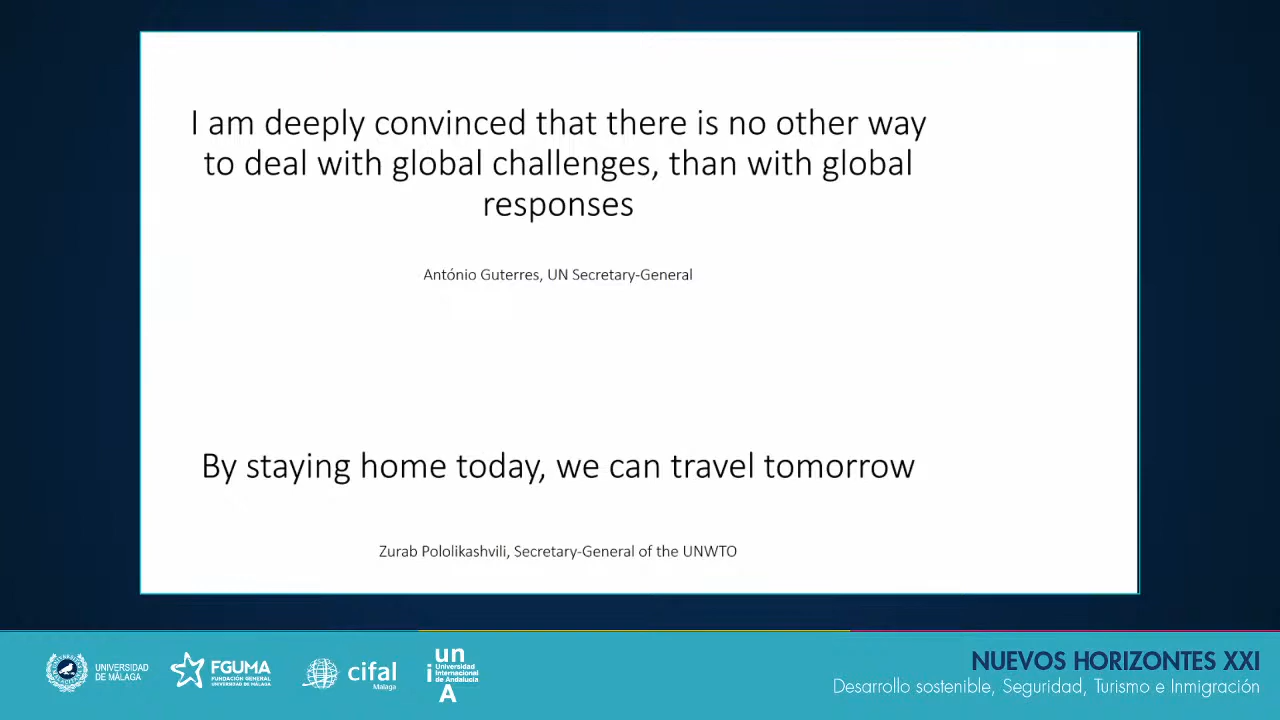 I am deeply convinced that there is no other way
to deal with global challenges, than with global
responses
António Guterres, UN Secretary-General
By staying home today, we can travel tomorrow
Zurab Pololikashvili, Secretary-General of the UNWTO
UNIVERSIDAD
DE MÁLAGA
FGUMA
FUNDACIÓN GENERAL
UNIVERSIDAD DE MÁLAGA
cifal
Malaga
un
i
Universidad
Internacional
de Andalucía
A
NUEVOS HORIZONTES XXI
Desarrollo sostenible, Seguridad, Turismo e Inmigración